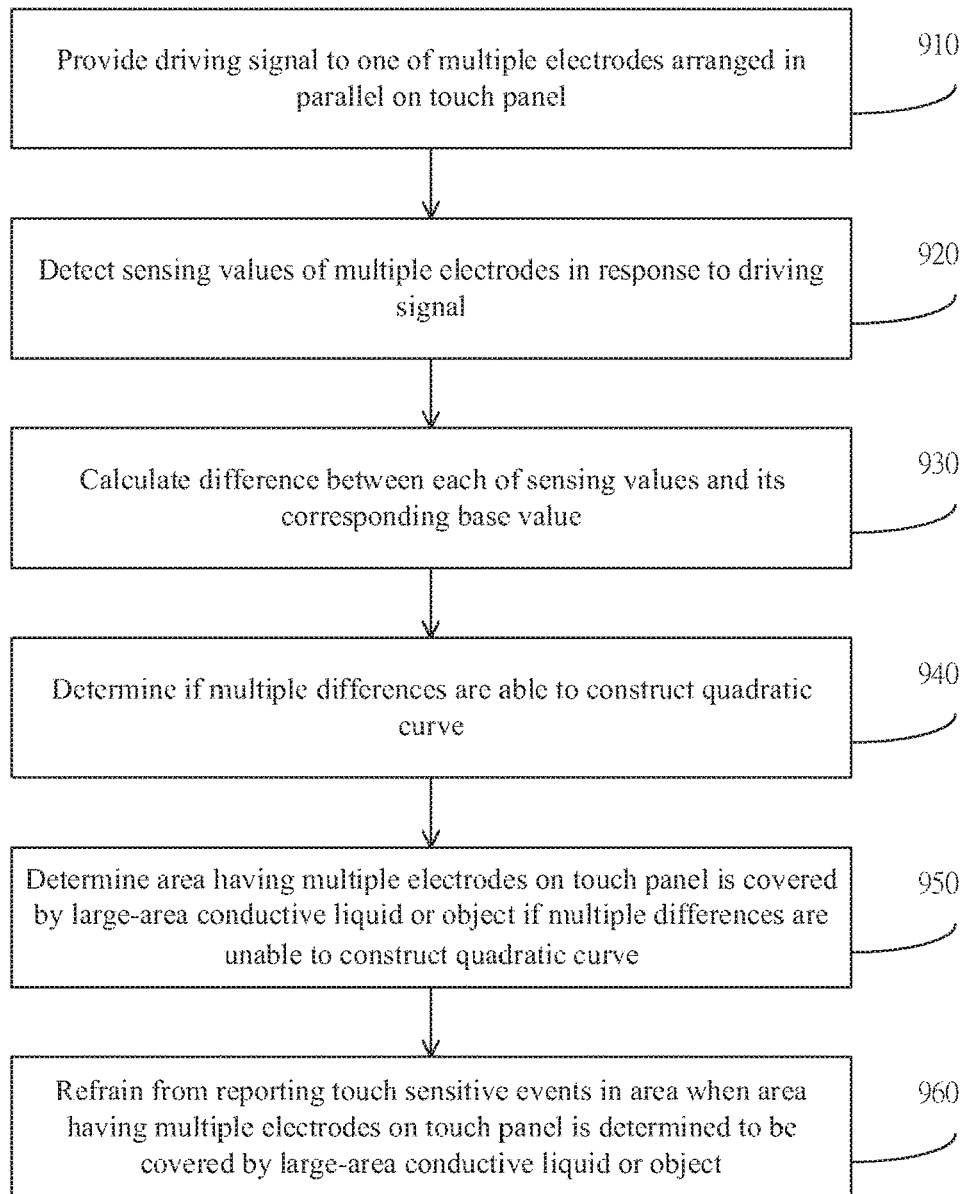 Provide driving signal to one of multiple electrodes arranged in
parallel on touch panel
910
Detect sensing values of multiple electrodes in response to driving
signal
920
Calculate difference between each of sensing values and its
corresponding base value
930
Determine if multiple differences are able to construct quadratic
curve
940
Determine area having multiple electrodes on touch panel is covered
by large-area conductive liquid or object if multiple differences are
unable to construct quadratic curve
950
Refrain from reporting touch sensitive events in area when area
having multiple electrodes on touch panel is determined to be
covered by large-area conductive liquid or object
960